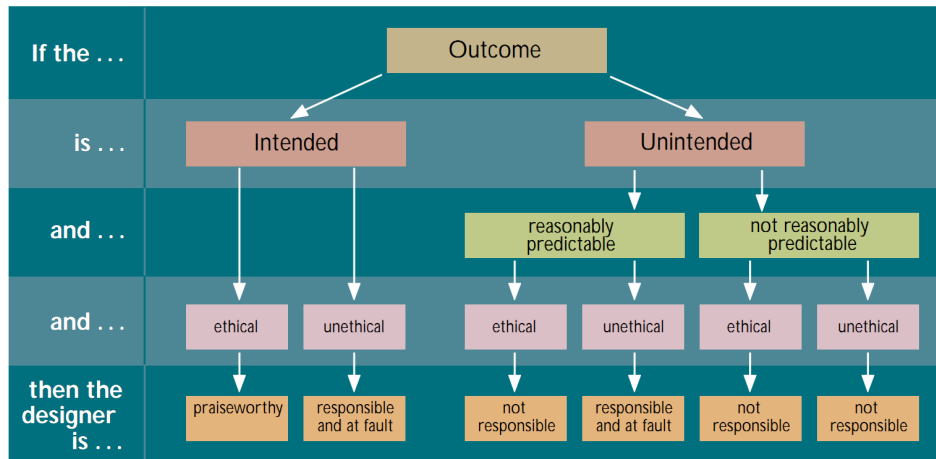 If the . . .
Outcome
is . . .
Intended
Unintended
and . . .
reasonably
predictable
not reasonably
predictable
and . . .
ethical
unethical
ethical
unethical
ethical
unethical
then the
designer
is . . .
praiseworthy
responsible
and at fault
not
responsible
responsible
and at fault
not
responsible
not
responsible